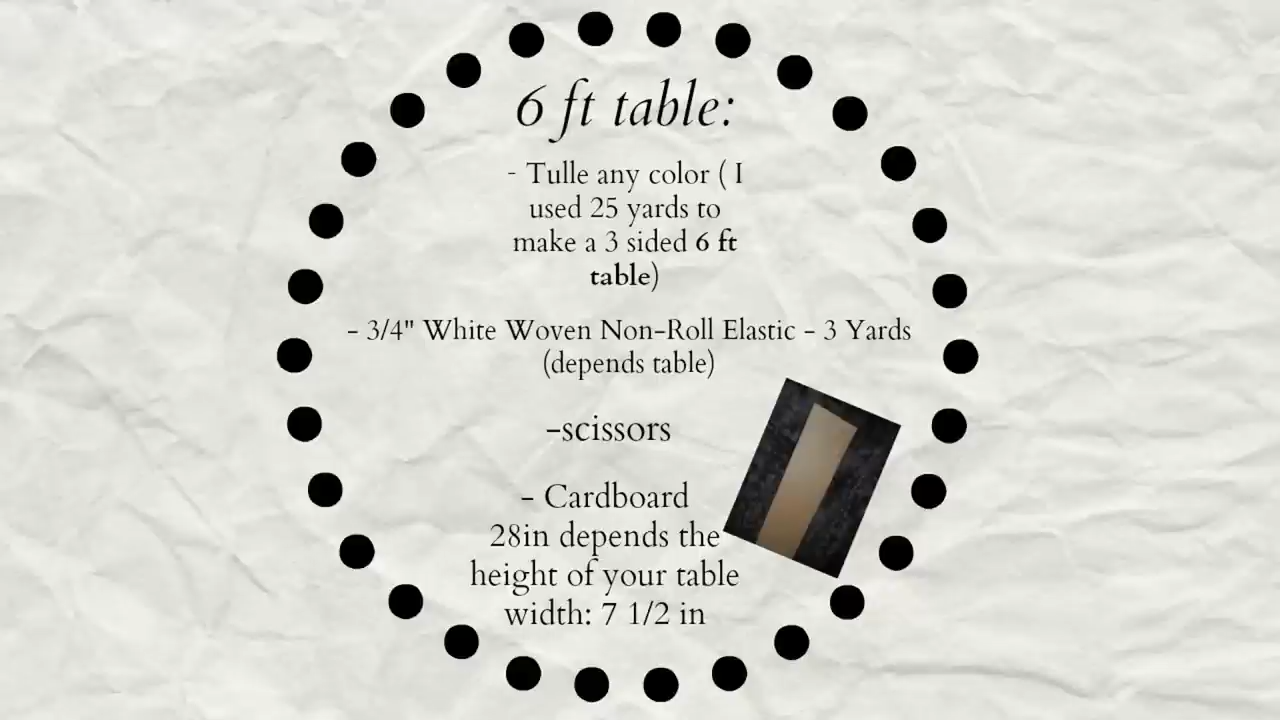 6 ft table:
- Tulle any color ( I
used 25 yards to
make a 3 sided 6 ft
table)
- 3/4" White Woven Non-Roll Elastic - 3 Yards
(depends table)
-scissors
- Cardboard
28in depends the
height of your table
width: 7 1/2 in